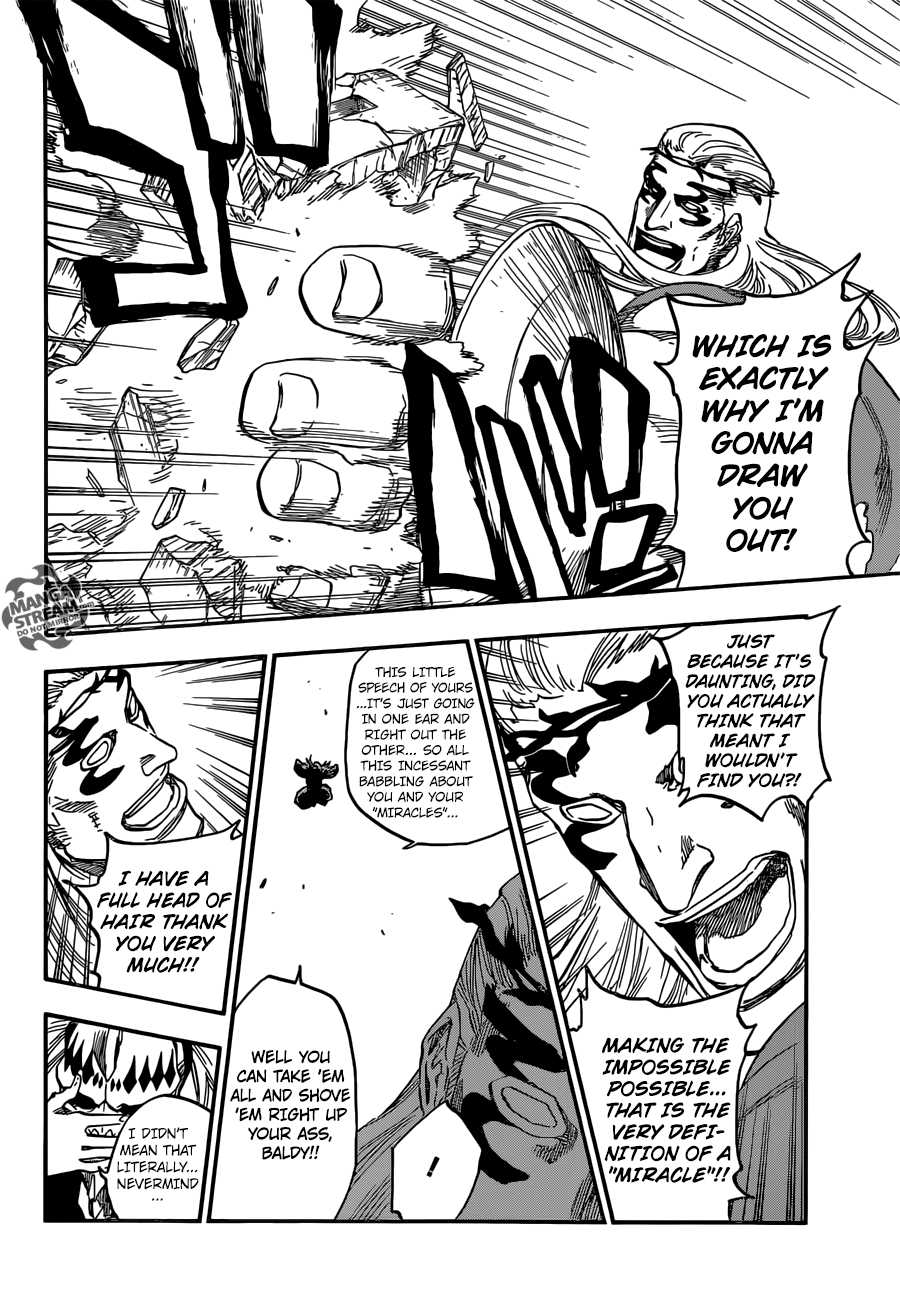 WHICH IS
EXACTLY
WHY I'M
GONNA
DRAW
YOU
OUT!
MANGA
STREAM.com
DO NOT MIRROR
JUST
BECAUSE IT'S
DAUNTING, DID
YOU ACTUALLY
THINK THAT
MEANT I
WOULDN'T
FIND YOU?!
MAKING THE
IMPOSSIBLE
POSSIBLE...
THAT IS THE
VERY DEFI-
NITION OF A
"MIRACLE"!!
THIS LITTLE
SPEECH OF YOURS
...IT'S JUST GOING
IN ONE EAR AND
RIGHT OUT THE
OTHER... SO ALL
THIS INCESSANT
BABBLING ABOUT
YOU AND YOUR
"MIRACLES"...
!
WELL YOU
CAN TAKE 'EM
ALL AND SHOVE
'EM RIGHT UP
YOUR ASS,
BALDY!!
I HAVE A
FULL HEAD OF
HAIR THANK
YOU VERY
MUCH!!
I DIDN'T
MEAN THAT
LITERALLY...
NEVERMIND
...